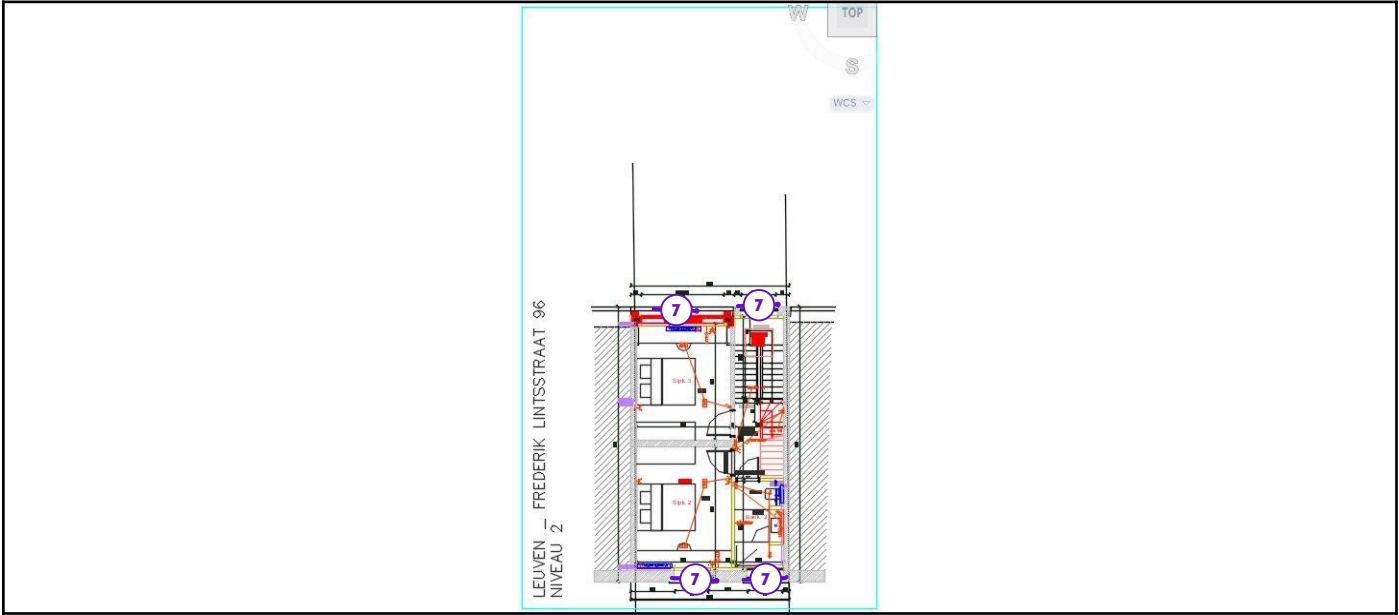 W
TOP
S
WCS
LEUVEN _ FREDERIK LINTSSTRAAT 96
NIVEAU 2
7
7
Slpk. 3
Slpk. 2
7
7